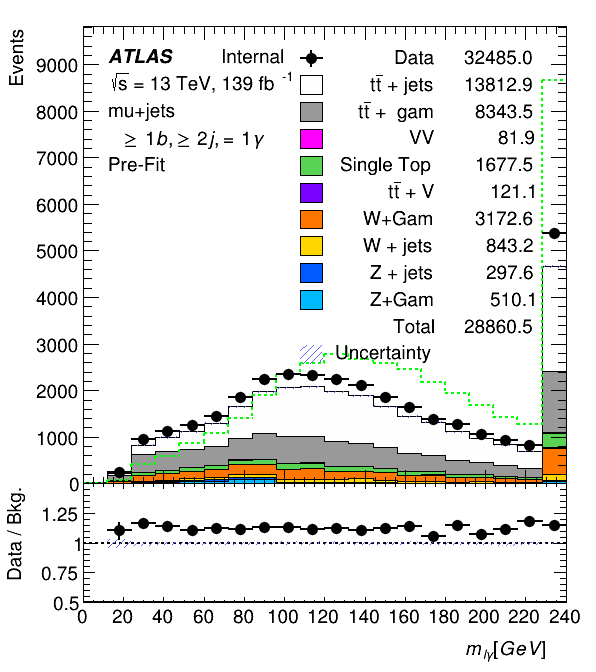 Events
ATLAS Internal
√s = 13 TeV, 139 fb⁻¹
mu+jets
≥ 1b, ≥ 2j, = 1γ
Pre-Fit
Data 32485.0
tt̄ + jets 13812.9
tt̄ + gam 8343.5
VV 81.9
Single Top 1677.5
tt̄ + V 121.1
W+Gam 3172.6
W + jets 843.2
Z + jets 297.6
Z+Gam 510.1
Total 28860.5
Uncertainty
9000
8000
7000
6000
5000
4000
3000
2000
1000
0
Data / Bkg.
1.25
1
0.75
0.5
0 20 40 60 80 100 120 140 160 180 200 220 240
m_lγ[GeV]